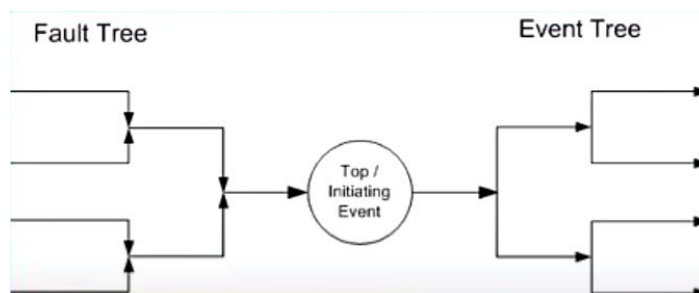 Fault Tree
Event Tree
Top /
Initiating
Event